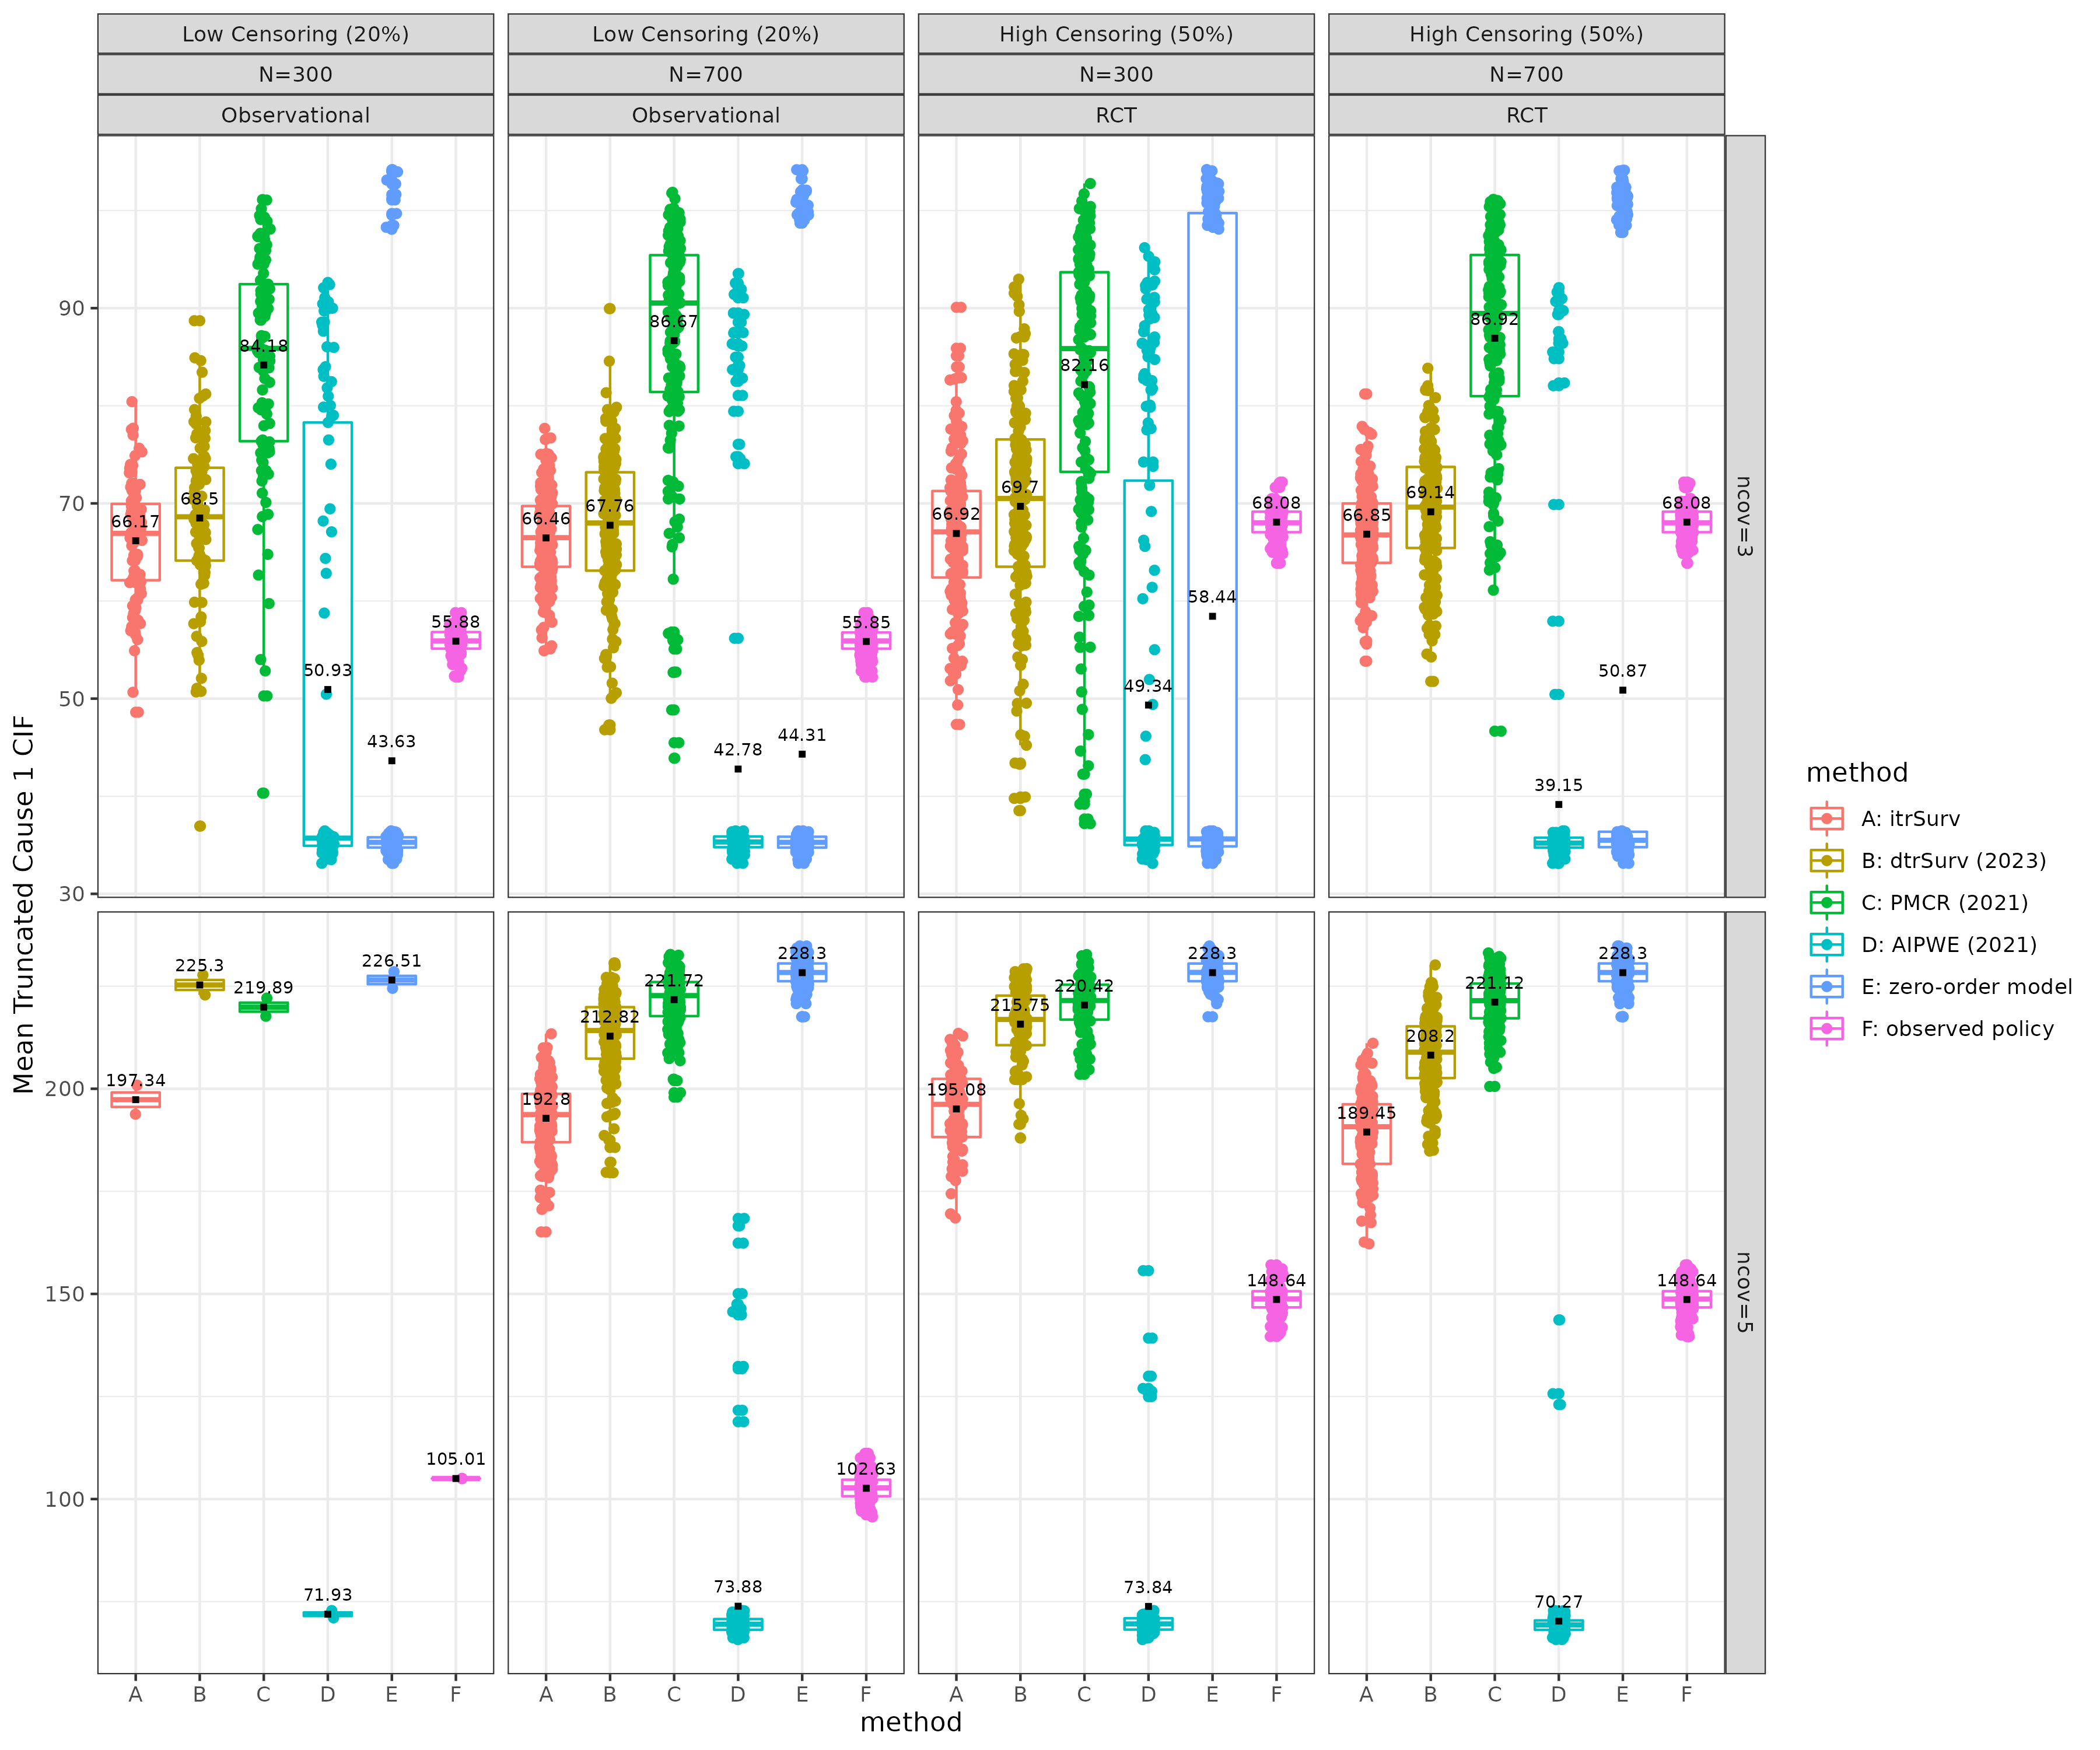 Low Censoring (20%) Low Censoring (20%) High Censoring (50%) High Censoring (50%)
N=300 N=700 N=300 N=700
Observational Observational RCT RCT
Mean Truncated Cause 1 CIF
90
70
50
30
66.17 68.5 84.18 50.93 43.63 55.88
66.46 67.76 86.67 42.78 44.31 55.85
66.92 69.7 82.16 49.34 58.44 68.08
66.85 69.14 86.92 39.15 50.87 68.08
ncov=3
200
150
100
197.34 225.3 219.89 71.93 226.51 105.01
192.8 212.82 221.72 73.88 228.3 102.63
195.08 215.75 220.42 73.84 228.3 148.64
189.45 208.2 221.12 70.27 228.3 148.64
ncov=5
A B C D E F A B C D E F A B C D E F A B C D E F
method
method
A: itrSurv
B: dtrSurv (2023)
C: PMCR (2021)
D: AIPWE (2021)
E: zero-order model
F: observed policy